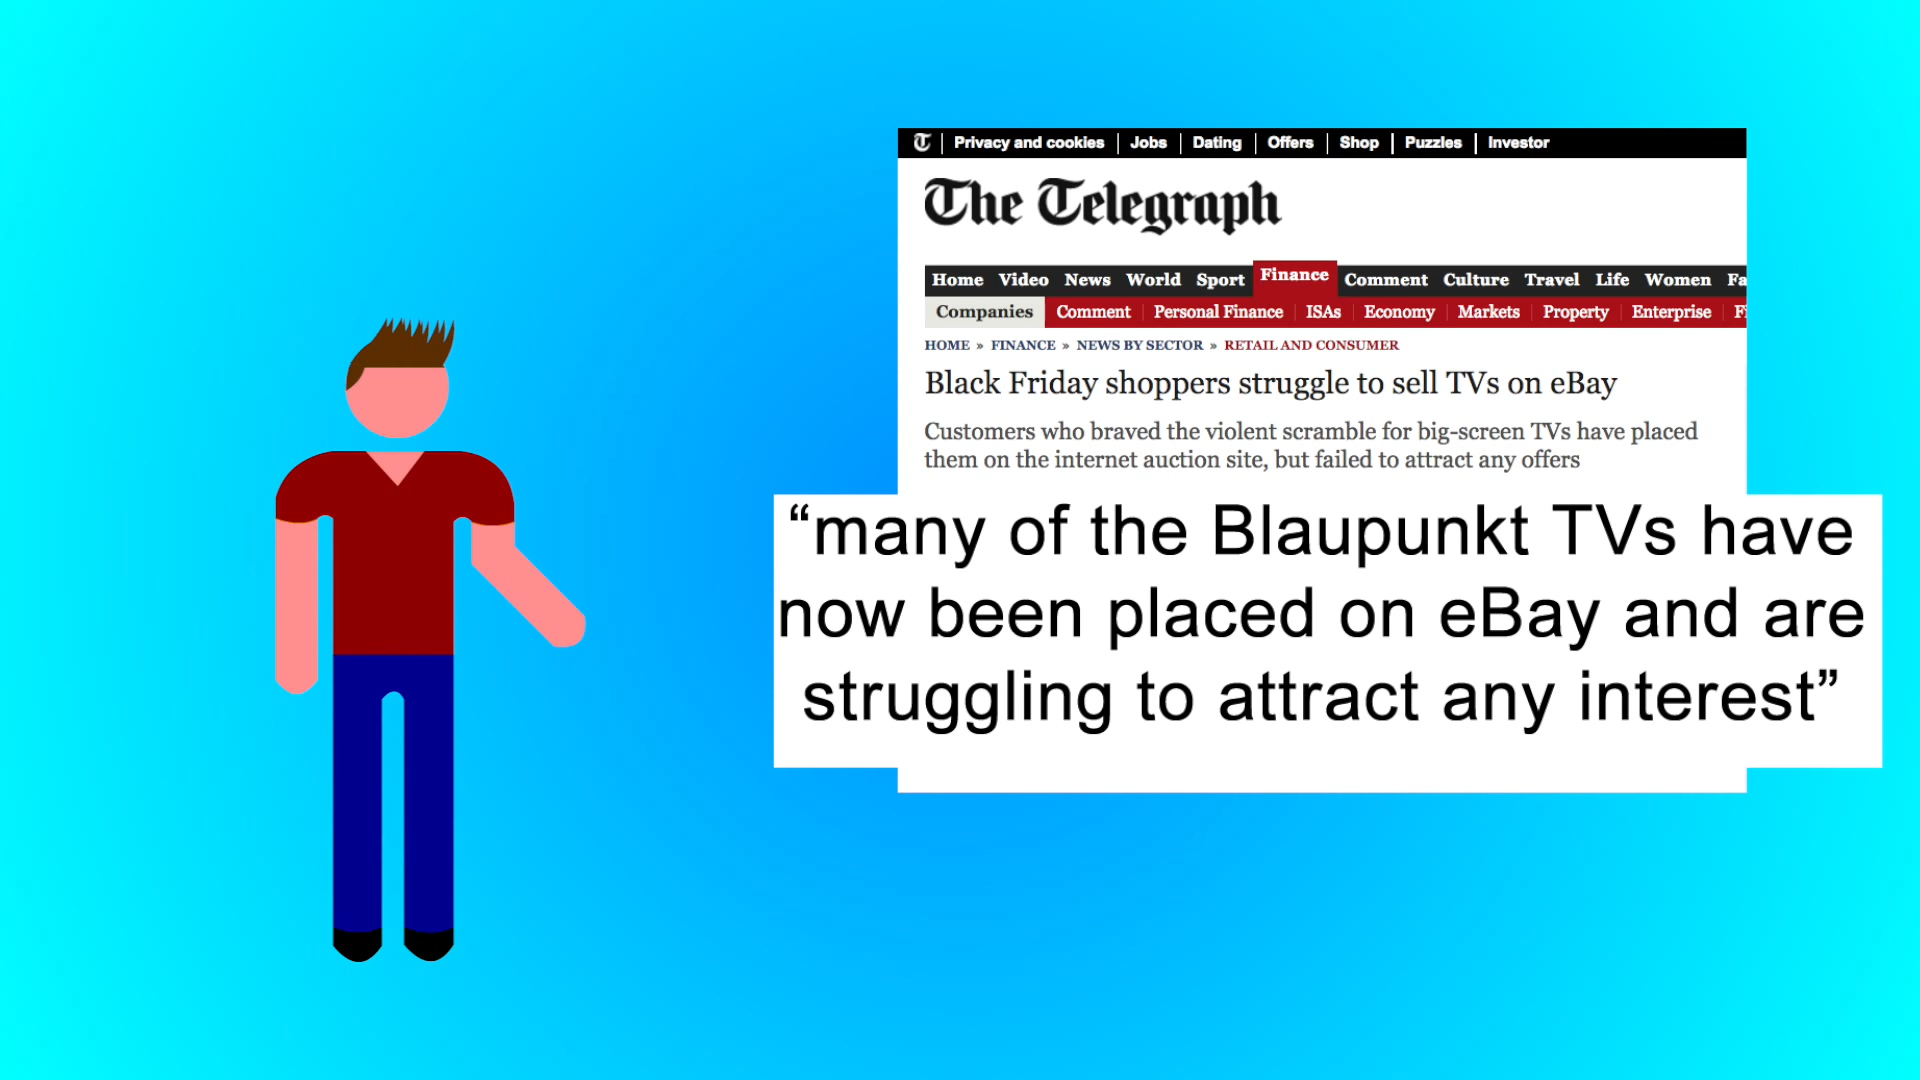 T | Privacy and cookies | Jobs | Dating | Offers | Shop | Puzzles | Investor
The Telegraph
Home Video News World Sport Finance Comment Culture Travel Life Women Fa
Companies Comment Personal Finance ISAs Economy Markets Property Enterprise Fi
HOME » FINANCE » NEWS BY SECTOR » RETAIL AND CONSUMER
Black Friday shoppers struggle to sell TVs on eBay
Customers who braved the violent scramble for big-screen TVs have placed
them on the internet auction site, but failed to attract any offers
“many of the Blaupunkt TVs have
now been placed on eBay and are
struggling to attract any interest”